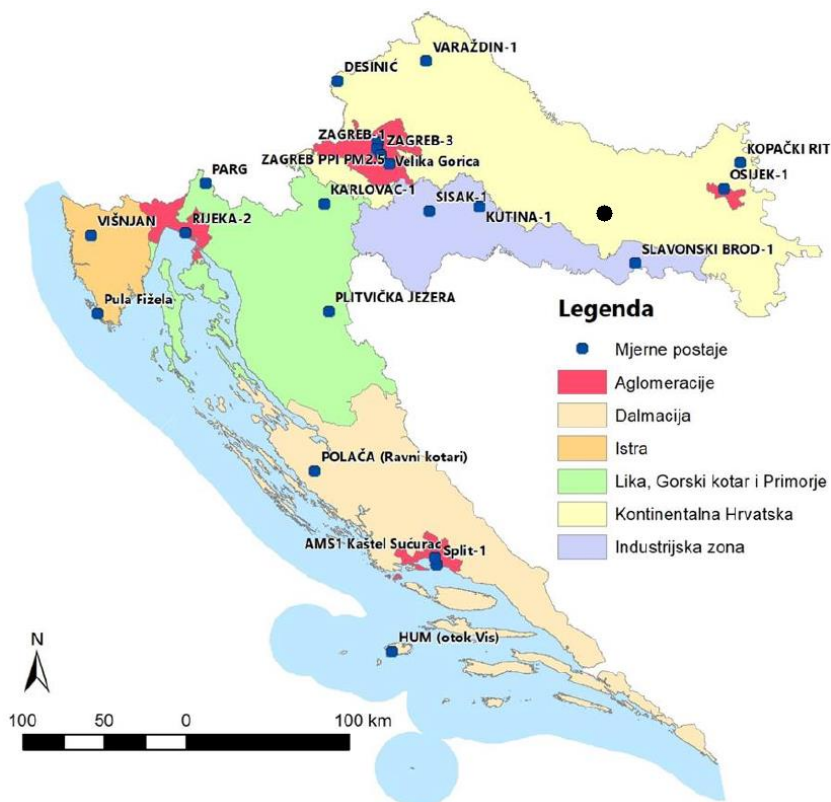 VARAŽDIN-1
DESINIĆ
ZAGREB-1
ZAGREB-3
KOPAČKI RIT
ZAGREB PPI PM2.5
Velika Gorica
OSIJEK-1
PARG
KARLOVAC-1
SISAK-1
KUTINA-1
VIŠNJAN
RIJEKA-2
SLAVONSKI BROD-1
Pula Fižela
PLITVIČKA JEZERA
Legenda
Mjerne postaje
Aglomeracije
Dalmacija
Istra
Lika, Gorski kotar i Primorje
Kontinentalna Hrvatska
Industrijska zona
POLAČA (Ravni kotari)
AMS1 Kaštel Sućurac
Split-1
HUM (otok Vis)
N
100 50 0 100 km